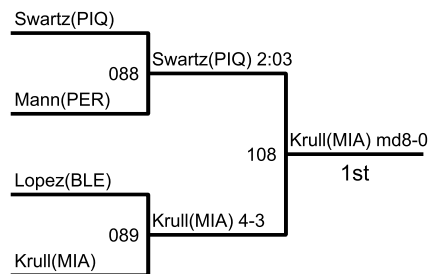 Swartz(PIQ)
088
Swartz(PIQ) 2:03
Mann(PER)
108
Krull(MIA) md8-0
1st
Lopez(BLE)
089
Krull(MIA) 4-3
Krull(MIA)